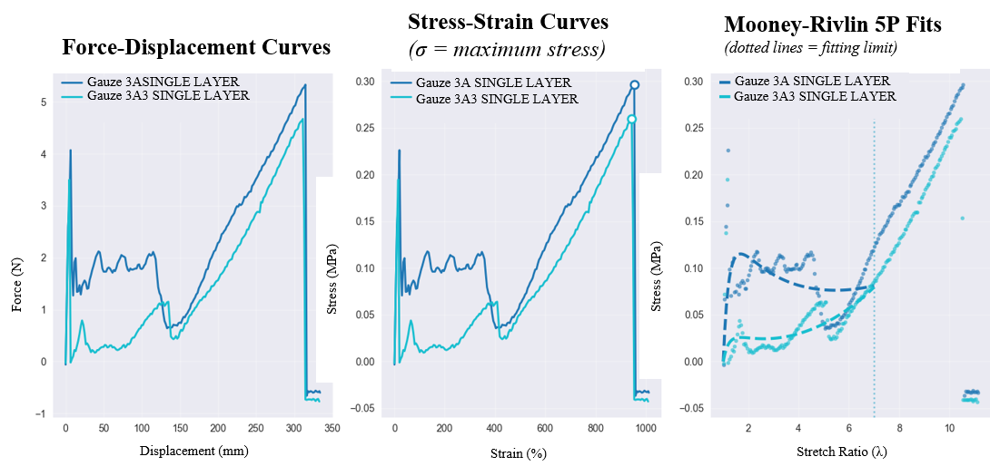 Force-Displacement Curves
Gauze 3ASINGLE LAYER
Gauze 3A3 SINGLE LAYER
Force (N)
5
4
3
2
1
0
−1
0
50
100
150
200
250
300
350
Displacement (mm)
Stress-Strain Curves
(σ = maximum stress)
Gauze 3A SINGLE LAYER
Gauze 3A3 SINGLE LAYER
Stress (MPa)
0.30
0.25
0.20
0.15
0.10
0.05
0.00
−0.05
0
200
400
600
800
1000
Strain (%)
Mooney-Rivlin 5P Fits
(dotted lines = fitting limit)
Gauze 3A SINGLE LAYER
Gauze 3A3 SINGLE LAYER
Stress (MPa)
0.30
0.25
0.20
0.15
0.10
0.05
0.00
−0.05
2
4
6
8
10
Stretch Ratio (λ)